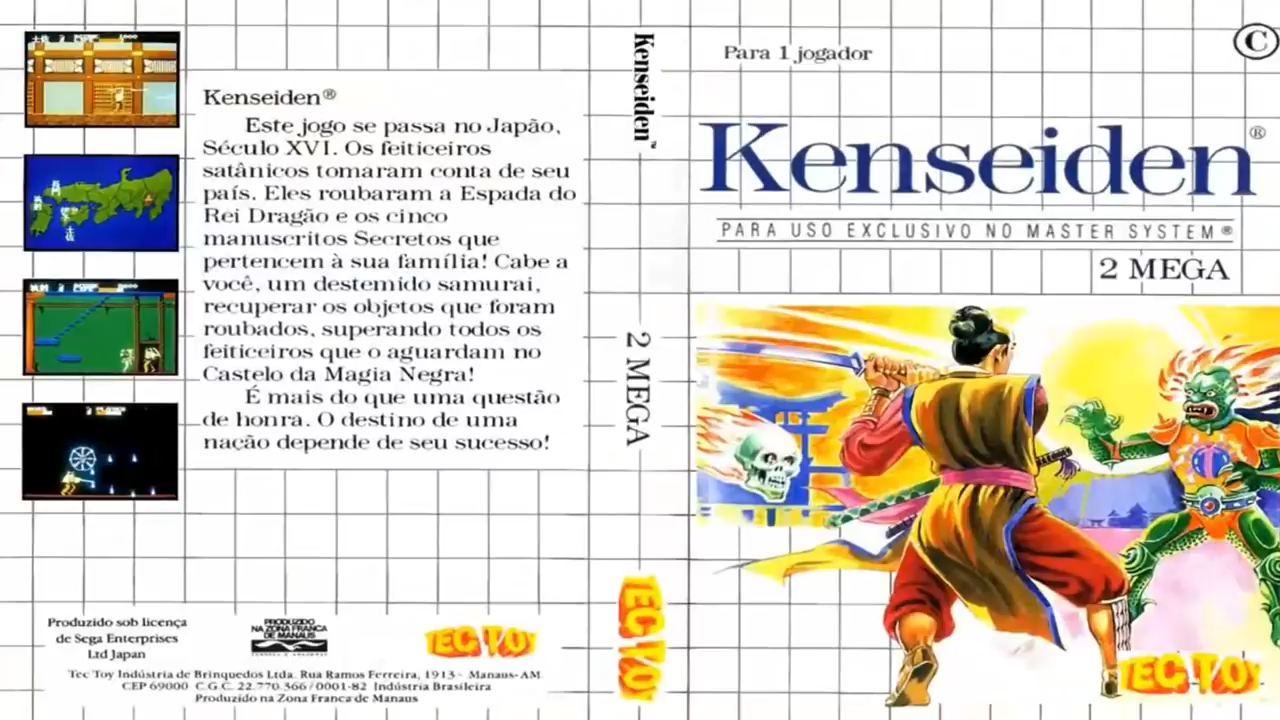 Kenseiden®
Este jogo se passa no Japão,
Século XVI. Os feiticeiros
satânicos tomaram conta de seu
país. Eles roubaram a Espada do
Rei Dragão e os cinco
manuscritos Secretos que
pertencem à sua família! Cabe a
você, um destemido samurai,
recuperar os objetos que foram
roubados, superando todos os
feiticeiros que o aguardam no
Castelo da Magia Negra!
É mais do que uma questão
de honra. O destino de uma
nação depende de seu sucesso!
Produzido sob licença
de Sega Enterprises
Ltd Japan
PRODUZIDO
NA ZONA FRANCA
DE MANAUS
TEC TOY
Tec Toy Indústria de Brinquedos Ltda. Rua Ramos Ferreira, 1913 - Manaus-AM
CEP 69000 C.G.C. 22.770.366/0001-82 Indústria Brasileira
Produzido na Zona Franca de Manaus
Kenseiden™
2 MEGA
TEC TOY
Para 1 jogador
©
Kenseiden®
PARA USO EXCLUSIVO NO MASTER SYSTEM®
2 MEGA
TEC TOY